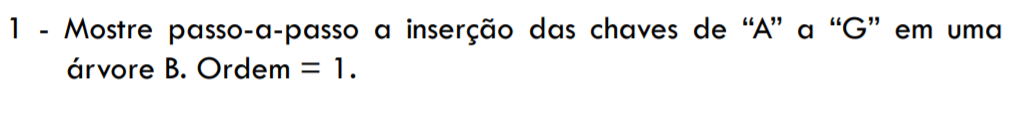 1 - Mostre passo-a-passo a inserção das chaves de “A” a “G” em uma
árvore B. Ordem = 1.